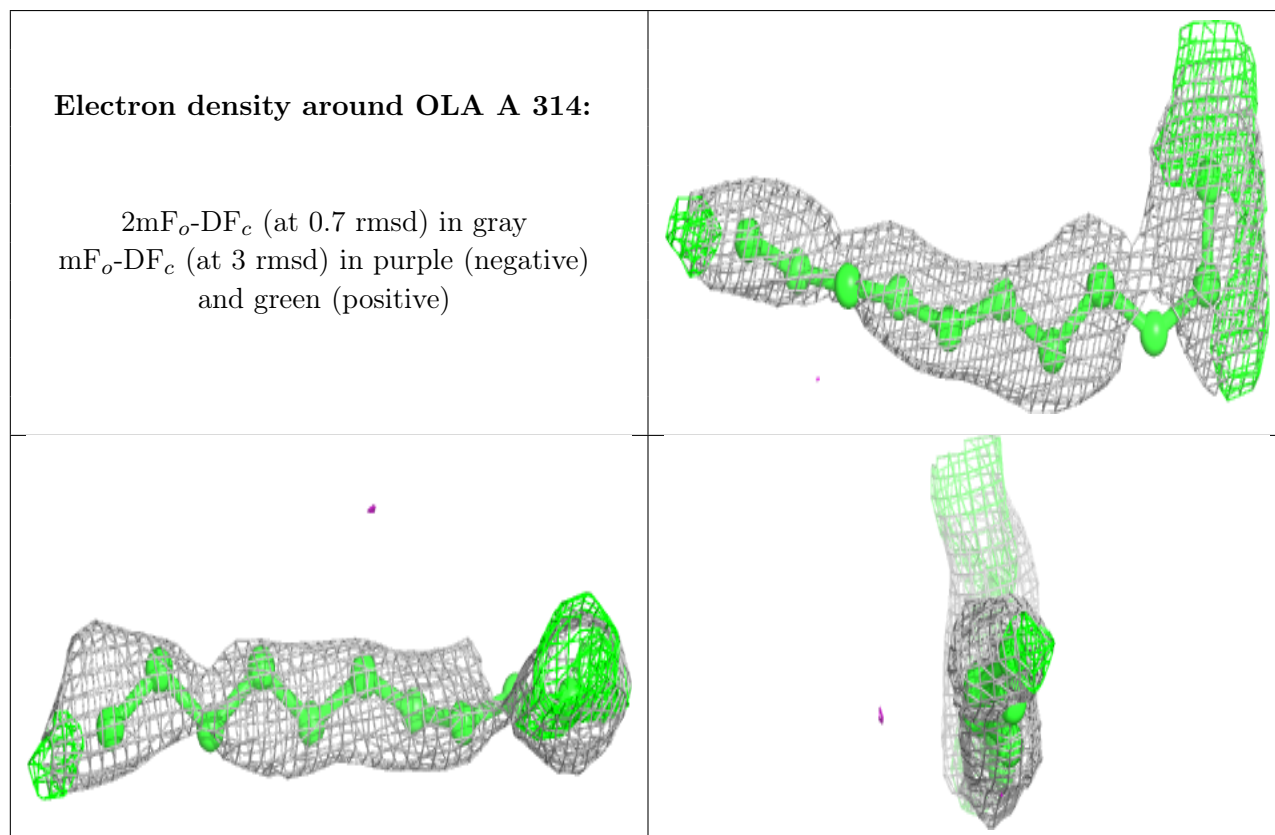 Electron density around OLA A 314:
2mFo-DFc (at 0.7 rmsd) in gray
mFo-DFc (at 3 rmsd) in purple (negative)
and green (positive)